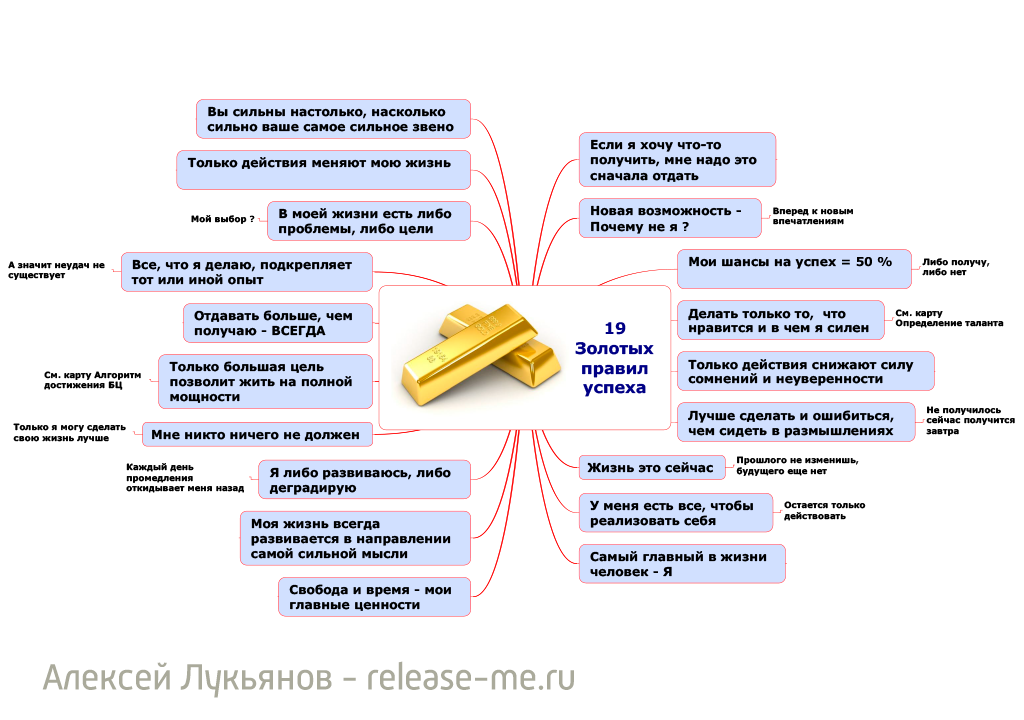 19
Золотых
правил
успеха
Если я хочу что-то
получить, мне надо это
сначала отдать
Новая возможность -
Почему не я ?
Вперед к новым
впечатлениям
Мои шансы на успех = 50 %
Либо получу,
либо нет
Делать только то, что
нравится и в чем я силен
См. карту
Определение таланта
Только действия снижают силу
сомнений и неуверенности
Лучше сделать и ошибиться,
чем сидеть в размышлениях
Не получилось
сейчас получится
завтра
Жизнь это сейчас
Прошлого не изменишь,
будущего еще нет
У меня есть все, чтобы
реализовать себя
Остается только
действовать
Самый главный в жизни
человек - Я
Вы сильны настолько, насколько
сильно ваше самое сильное звено
Только действия меняют мою жизнь
В моей жизни есть либо
проблемы, либо цели
Мой выбор ?
Все, что я делаю, подкрепляет
тот или иной опыт
А значит неудач не
существует
Отдавать больше, чем
получаю - ВСЕГДА
Только большая цель
позволит жить на полной
мощности
См. карту Алгоритм
достижения БЦ
Мне никто ничего не должен
Только я могу сделать
свою жизнь лучше
Я либо развиваюсь, либо
деградирую
Каждый день
промедления
откидывает меня назад
Моя жизнь всегда
развивается в направлении
самой сильной мысли
Свобода и время - мои
главные ценности
Алексей Лукьянов - release-me.ru